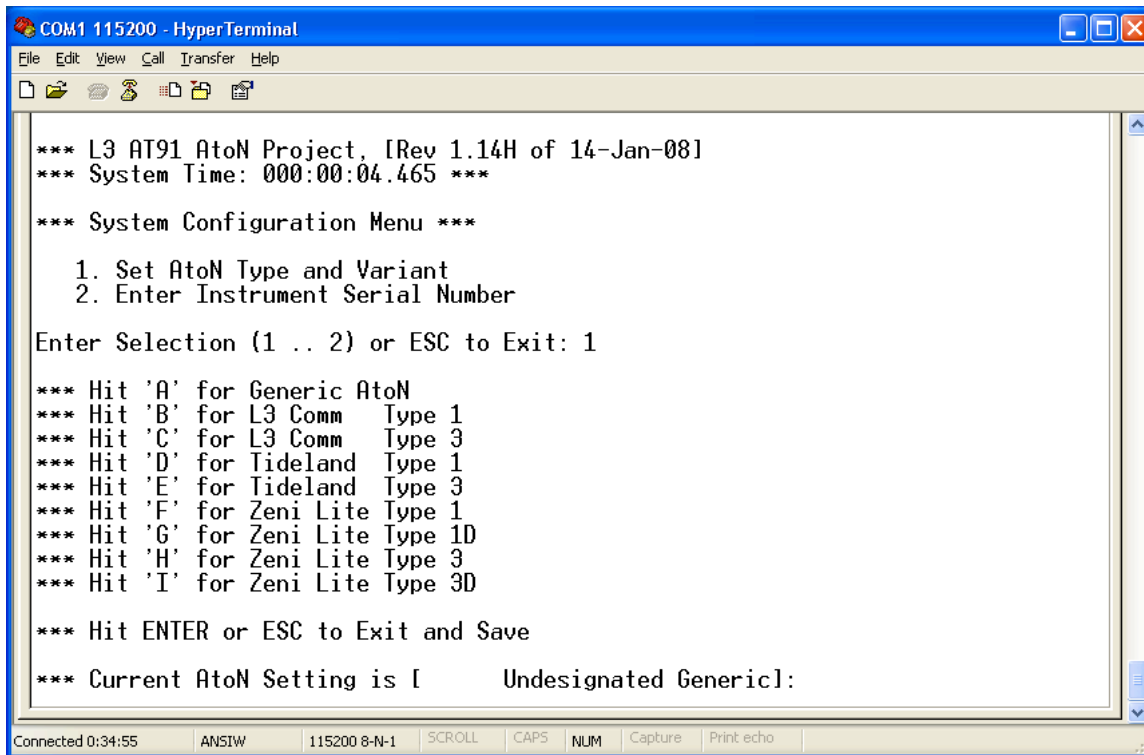 COM1 115200 - HyperTerminal
File Edit View Call Transfer Help
*** L3 AT91 AtoN Project, [Rev 1.14H of 14-Jan-08]
*** System Time: 000:00:04.465 ***
*** System Configuration Menu ***
1. Set AtoN Type and Variant
2. Enter Instrument Serial Number
Enter Selection (1 .. 2) or ESC to Exit: 1
*** Hit 'A' for Generic AtoN
*** Hit 'B' for L3 Comm   Type 1
*** Hit 'C' for L3 Comm   Type 3
*** Hit 'D' for Tideland  Type 1
*** Hit 'E' for Tideland  Type 3
*** Hit 'F' for Zeni Lite Type 1
*** Hit 'G' for Zeni Lite Type 1D
*** Hit 'H' for Zeni Lite Type 3
*** Hit 'I' for Zeni Lite Type 3D
*** Hit ENTER or ESC to Exit and Save
*** Current AtoN Setting is [      Undesignated Generic]:
Connected 0:34:55 ANSIW 115200 8-N-1 SCROLL CAPS NUM Capture Print echo